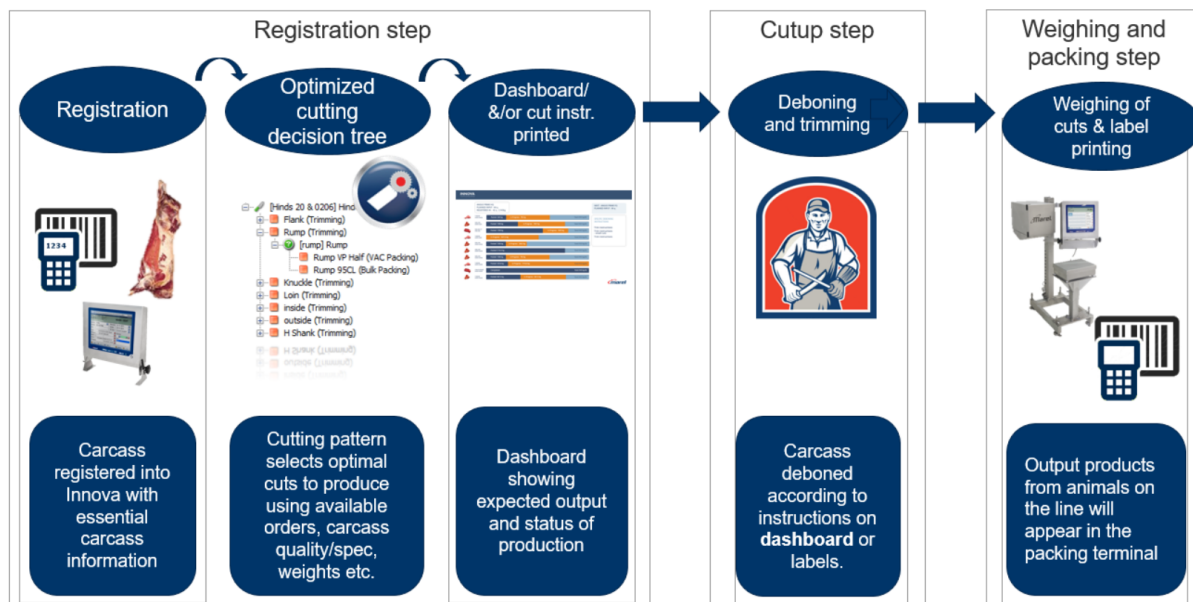 Registration step
Registration
Optimized
cutting
decision tree
Dashboard/
&/or cut instr.
printed
1234
[Hinds 20 & 0206] Hind
Flank (Trimming)
Rump (Trimming)
[rump] Rump
Rump VP Half (VAC Packing)
Rump 95CL (Bulk Packing)
Knuckle (Trimming)
Loin (Trimming)
inside (Trimming)
outside (Trimming)
H Shank (Trimming)
marel
Carcass
registered into
Innova with
essential
carcass
information
Cutting pattern
selects optimal
cuts to produce
using available
orders, carcass
quality/spec,
weights etc.
Dashboard
showing
expected output
and status of
production
Cutup step
Deboning
and trimming
Carcass
deboned
according to
instructions on
dashboard or
labels.
Weighing and
packing step
Weighing of
cuts & label
printing
marel
Output products
from animals on
the line will
appear in the
packing terminal